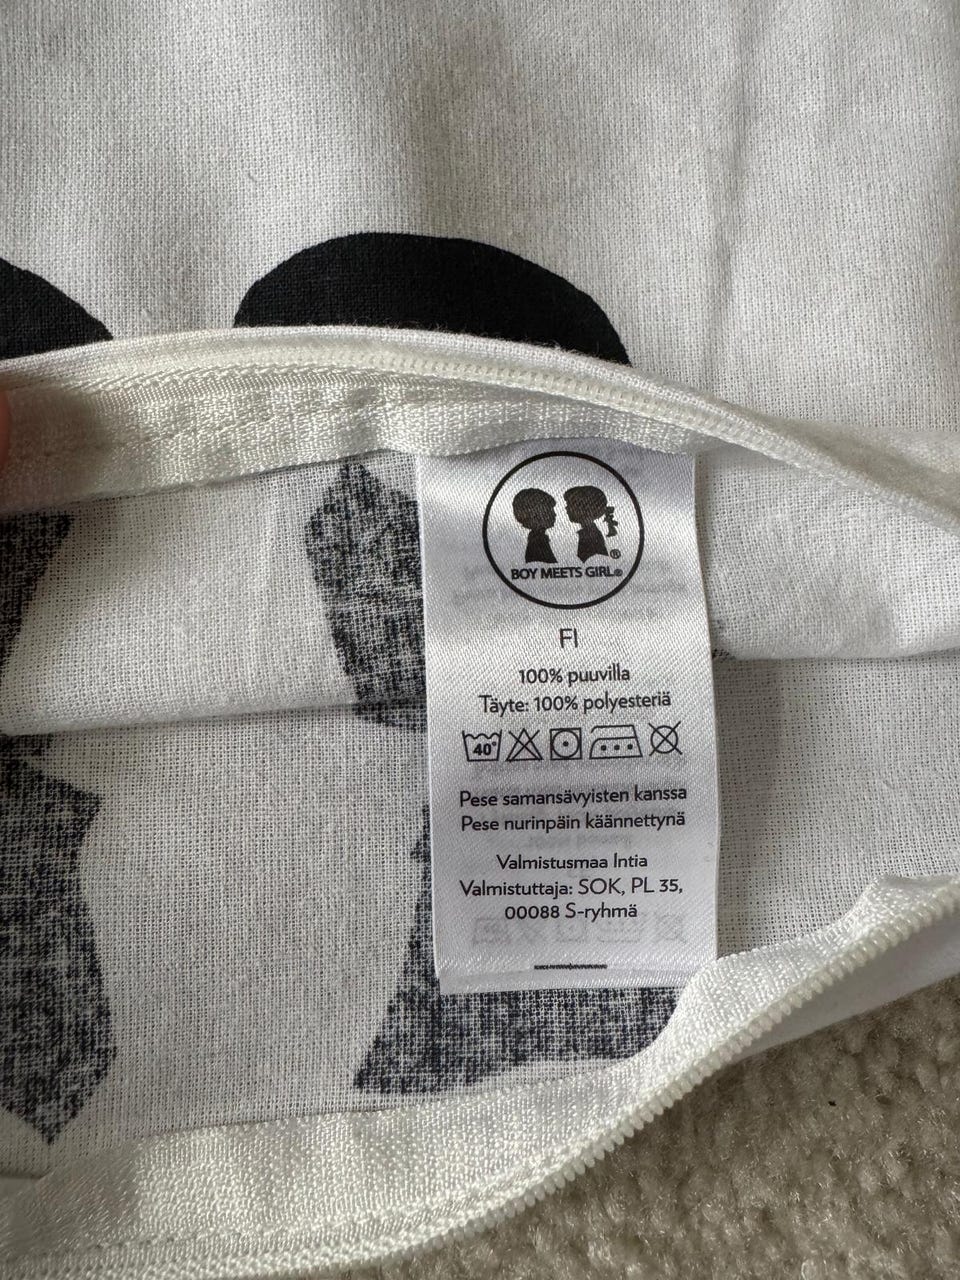 BOY MEETS GIRL®
FI
100% puuvilla
Täyte: 100% polyesteriä
40°
Pese samansävyisten kanssa
Pese nurinpäin käännettynä
Valmistusmaa Intia
Valmistuttaja: SOK, PL 35,
00088 S-ryhmä